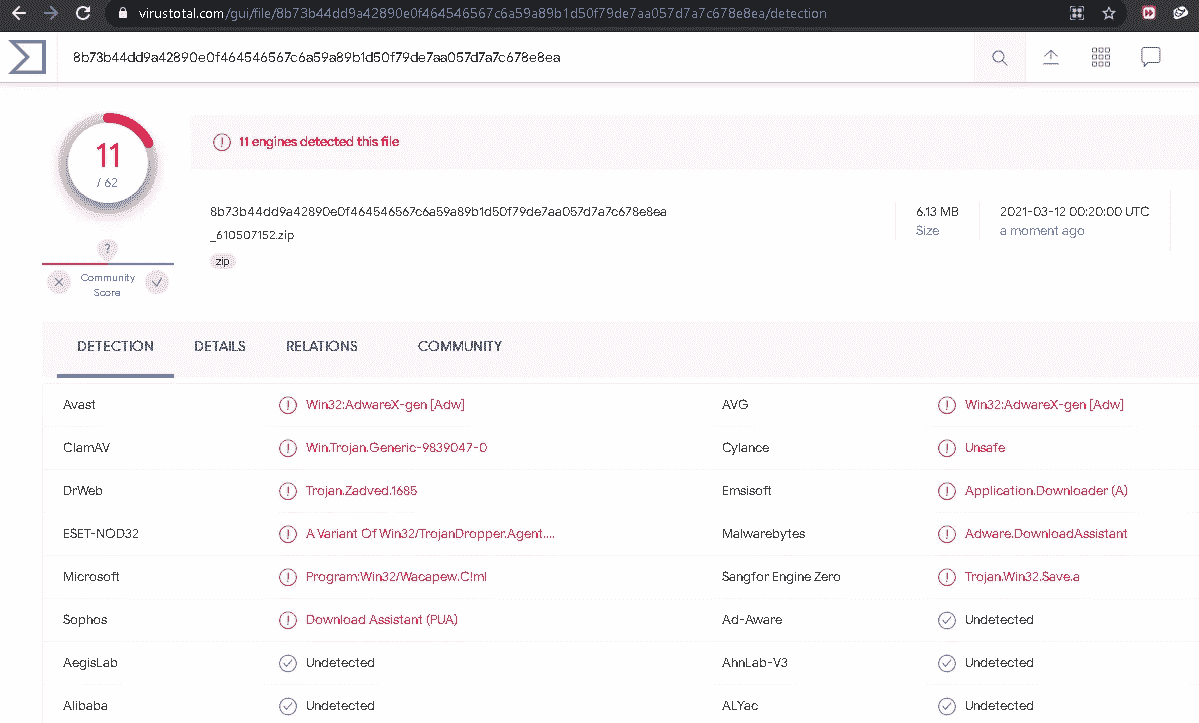 virustotal.com/gui/file/8b73b44dd9a42890e0f464546567c6a59a89b1d50f79de7aa057d7a7c678e8ea/detection
8b73b44dd9a42890e0f464546567c6a59a89b1d50f79de7aa057d7a7c678e8ea
11
/ 62
11 engines detected this file
8b73b44dd9a42890e0f464546567c6a59a89b1d50f79de7aa057d7a7c678e8ea
_610507152.zip
zip
6.13 MB
Size
2021-03-12 00:20:00 UTC
a moment ago
?
Community
Score
DETECTION DETAILS RELATIONS COMMUNITY
Avast Win32:AdwareX-gen [Adw] AVG Win32:AdwareX-gen [Adw]
ClamAV Win.Trojan.Generic-9839047-0 Cylance Unsafe
DrWeb Trojan.Zadved.1685 Emsisoft Application.Downloader (A)
ESET-NOD32 A Variant Of Win32/TrojanDropper.Agent.... Malwarebytes Adware.DownloadAssistant
Microsoft Program:Win32/Wacapew.C!ml Sangfor Engine Zero Trojan.Win32.Save.a
Sophos Download Assistant (PUA) Ad-Aware Undetected
AegisLab Undetected AhnLab-V3 Undetected
Alibaba Undetected ALYac Undetected